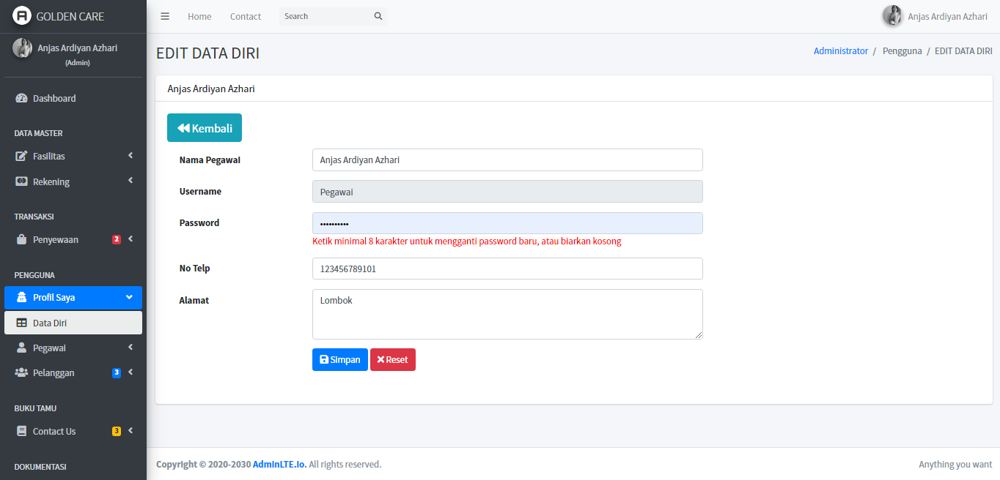 GOLDEN CARE
Anjas Ardiyan Azhari
(Admin)
Dashboard
DATA MASTER
Fasilitas
Rekening
TRANSAKSI
Penyewaan 2
PENGGUNA
Profil Saya
Data Diri
Pegawai
Pelanggan 3
BUKU TAMU
Contact Us 3
DOKUMENTASI
Home Contact Search Anjas Ardiyan Azhari
EDIT DATA DIRI
Administrator / Pengguna / EDIT DATA DIRI
Anjas Ardiyan Azhari
Kembali
Nama Pegawai Anjas Ardiyan Azhari
Username Pegawai
Password ••••••••••
Ketik minimal 8 karakter untuk mengganti password baru, atau biarkan kosong
No Telp 123456789101
Alamat Lombok
Simpan Reset
Copyright © 2020-2030 AdminLTE.io. All rights reserved. Anything you want